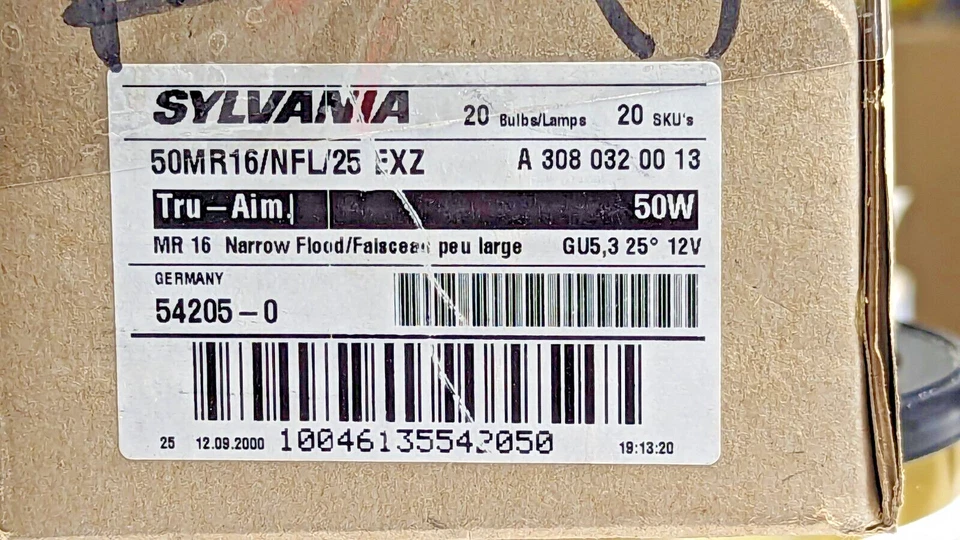 SYLVANIA 20 Bulbs/Lamps 20 SKU's
50MR16/NFL/25 EXZ A 308 032 00 13
Tru-Aim 50W
MR 16 Narrow Flood/Faisceau peu large GU5,3 25° 12V
GERMANY
54205-0
25 12.09.2000 10046135542050 19:13:20